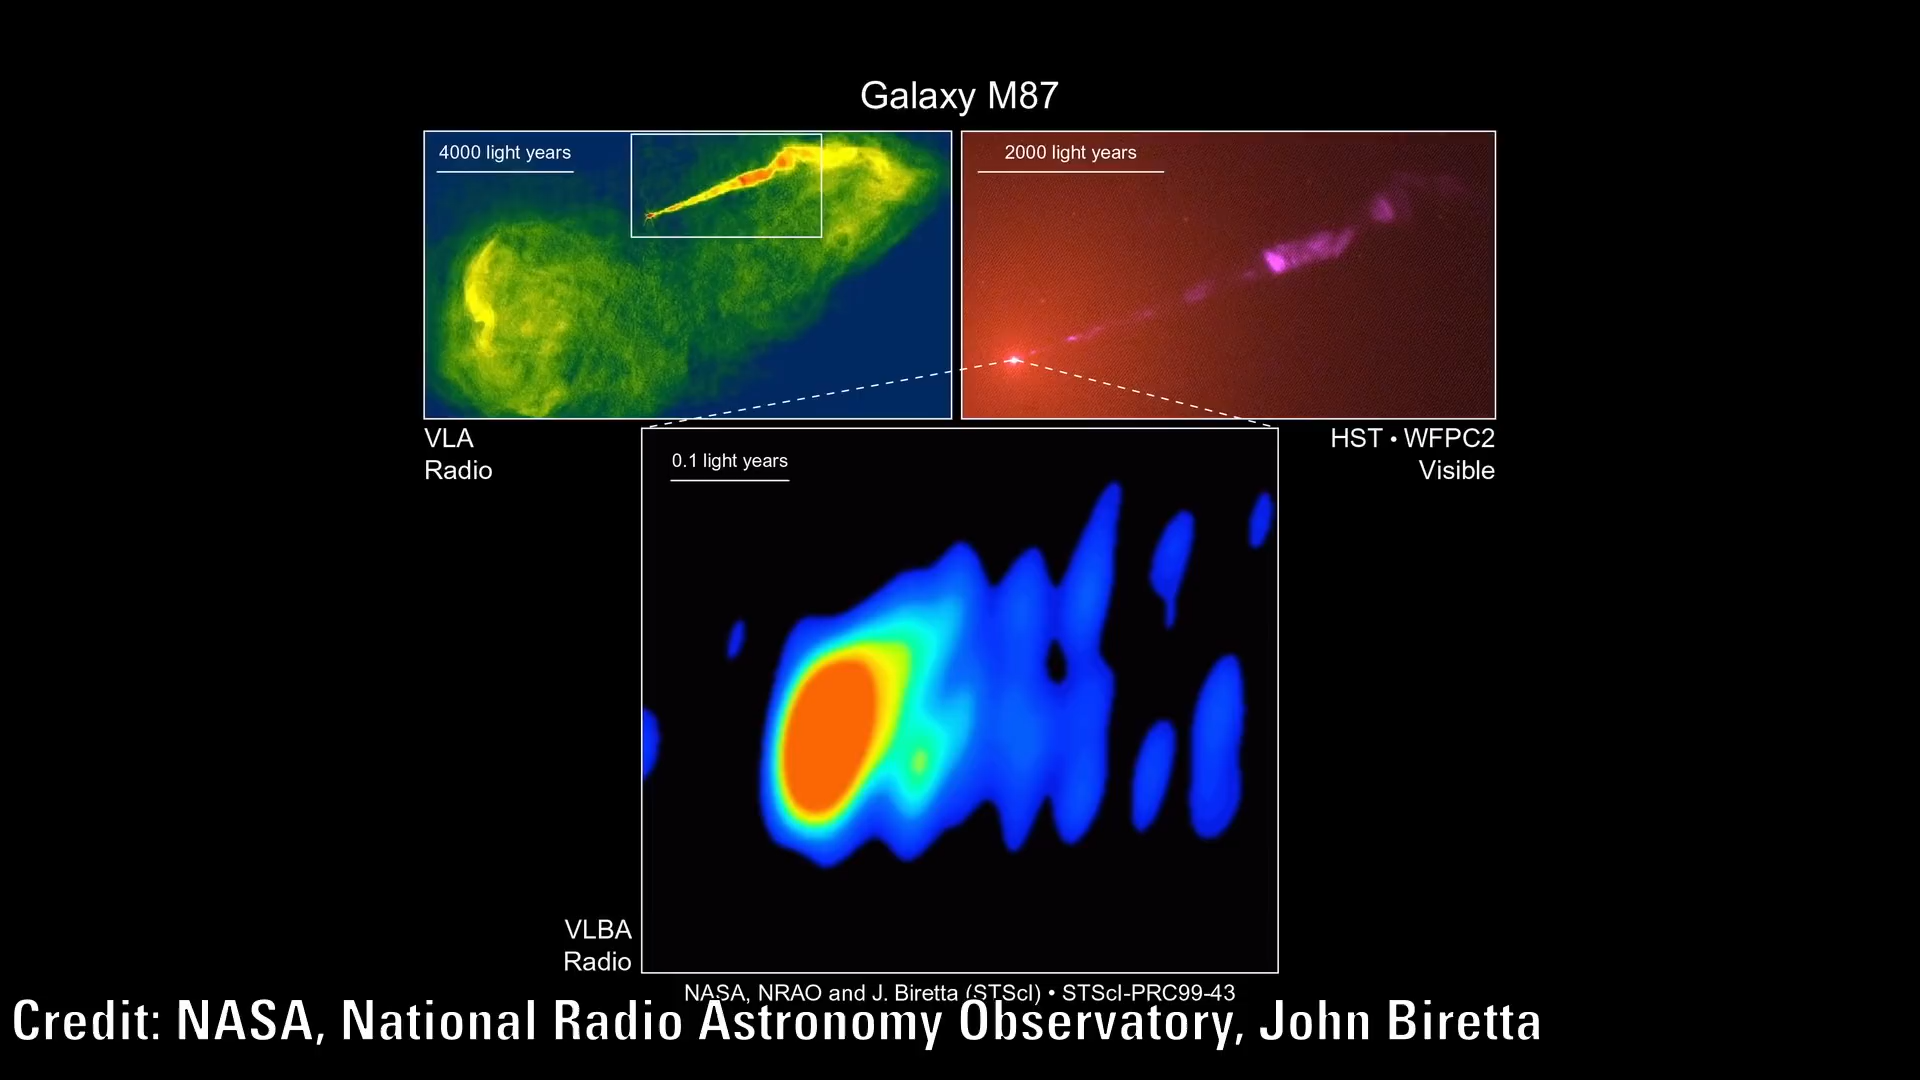 Galaxy M87
4000 light years
2000 light years
VLA
Radio
HST • WFPC2
Visible
0.1 light years
VLBA
Radio
NASA, NRAO and J. Biretta (STScI) • STScI-PRC99-43
Credit: NASA, National Radio Astronomy Observatory, John Biretta